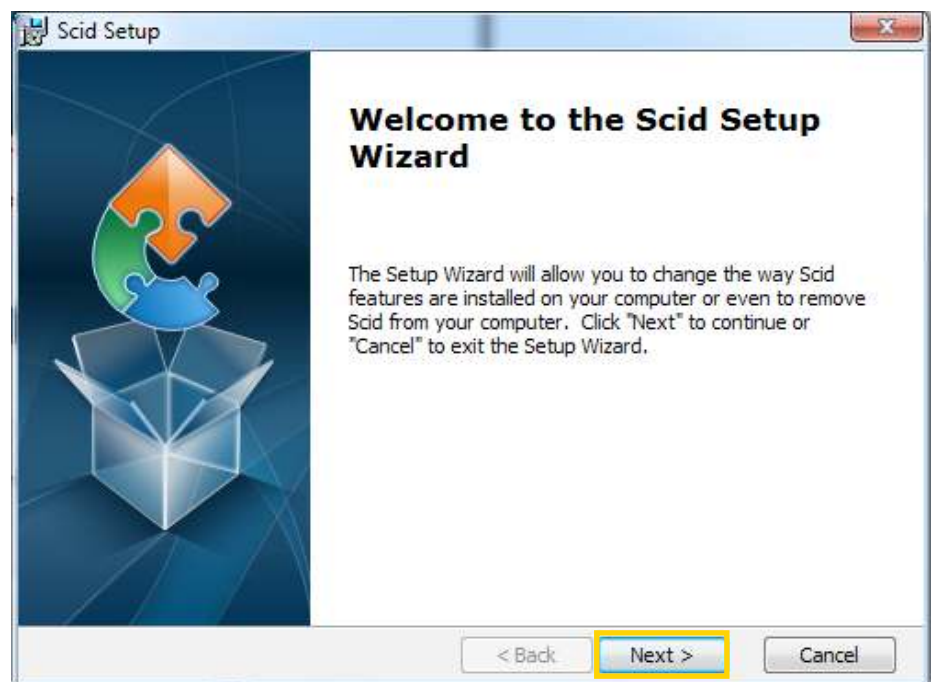 Scid Setup
Welcome to the Scid Setup
Wizard
The Setup Wizard will allow you to change the way Scid
features are installed on your computer or even to remove
Scid from your computer.  Click "Next" to continue or
"Cancel" to exit the Setup Wizard.
< Back Next > Cancel